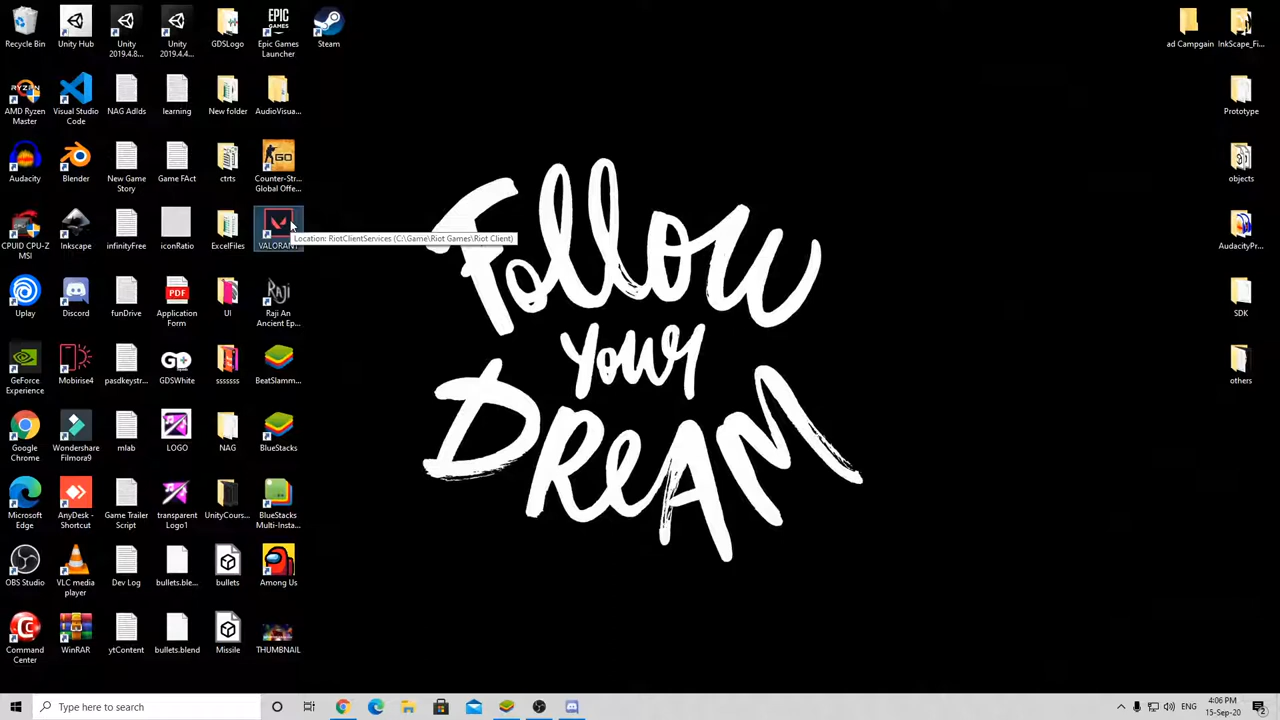 Recycle Bin
Unity Hub
Unity 2019.4.8...
Unity 2019.4.4...
GDSLogo
EPIC GAMES
Epic Games Launcher
Steam
ad Campgain
InkScape_Fi...
RYZEN
AMD Ryzen Master
Visual Studio Code
NAG AdIds
learning
New folder
AudioVisua...
Prototype
Audacity
Blender
New Game Story
Game FAct
ctrts
GO
Counter-Str... Global Offe...
objects
CPUID CPU-Z MSI
Inkscape
infinityFree
iconRatio
ExcelFiles
VALORANT
Location: RiotClientServices (C:\Game\Riot Games\Riot Client)
AudacityPr...
Uplay
Discord
funDrive
PDF
Application Form
UI
Raji An Ancient Ep...
SDK
GeForce Experience
Mobirise4
pasdkeystr...
GDSWhite
sssssss
BeatSlamm...
others
Google Chrome
Wondershare Filmora9
mlab
LOGO
NAG
BlueStacks
Microsoft Edge
AnyDesk - Shortcut
Game Trailer Script
transparent Logo1
UnityCours...
BlueStacks Multi-Insta...
OBS Studio
VLC media player
Dev Log
bullets.ble...
bullets
Among Us
Command Center
WinRAR
ytContent
bullets.blend
Missile
THUMBNAIL
Follow
your
DREAM
Type here to search
ENG
4:06 PM
15-Sep-20
2